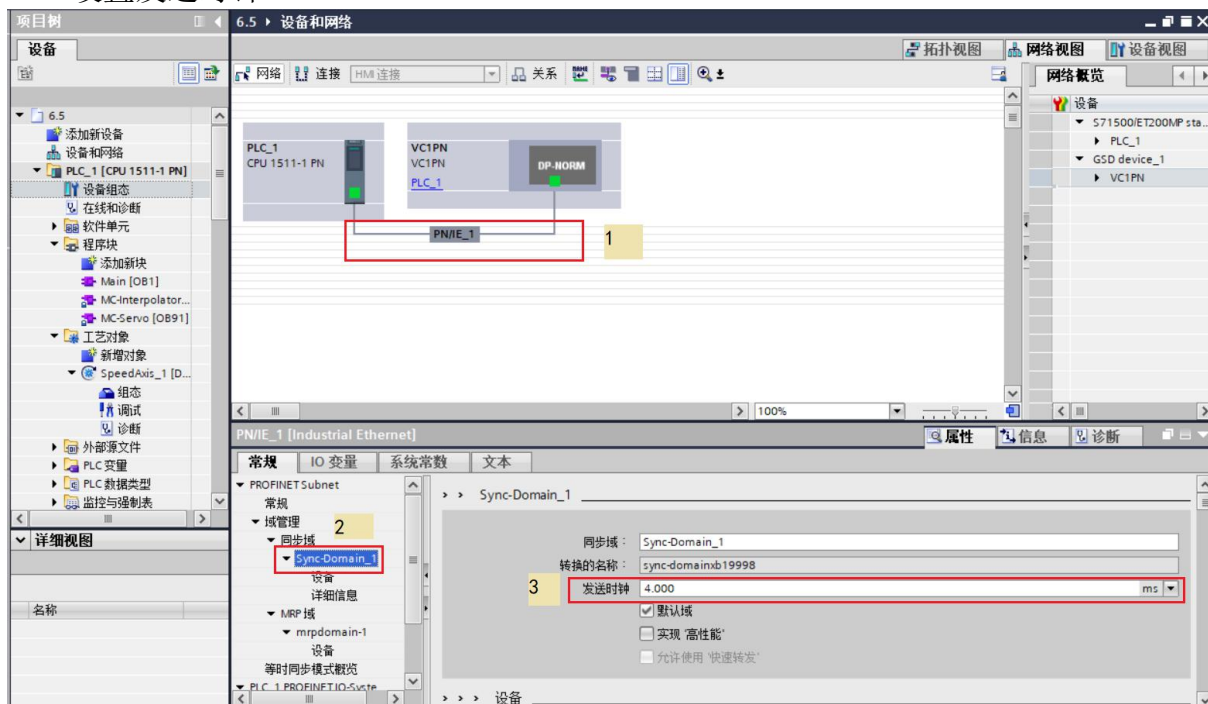 项目树
设备
6.5
添加新设备
设备和网络
PLC_1 [CPU 1511-1 PN]
设备组态
在线和诊断
软件单元
程序块
添加新块
Main [OB1]
MC-Interpolator...
MC-Servo [OB91]
工艺对象
新增对象
SpeedAxis_1 [D...
组态
调试
诊断
外部源文件
PLC 变量
PLC 数据类型
监控与强制表
详细视图
名称
6.5 ▸ 设备和网络
拓扑视图 网络视图 设备视图
网络 连接 HMI 连接 关系
PLC_1
CPU 1511-1 PN
VC1PN
VC1PN
PLC_1
DP-NORM
PN/IE_1
1
100%
网络概览
设备
S71500/ET200MP sta...
PLC_1
GSD device_1
VC1PN
PN/IE_1 [Industrial Ethernet]
属性 信息 诊断
常规 IO 变量 系统常数 文本
PROFINET Subnet
常规
域管理
2
同步域
Sync-Domain_1
设备
详细信息
MRP 域
mrpdomain-1
设备
等时同步模式概览
PLC_1 PROFINET IO-Syste
> > Sync-Domain_1
同步域: Sync-Domain_1
转换的名称: sync-domainxb19998
3
发送时钟 4.000 ms
默认域
实现 '高性能'
允许使用 '快速转发'
> > > 设备